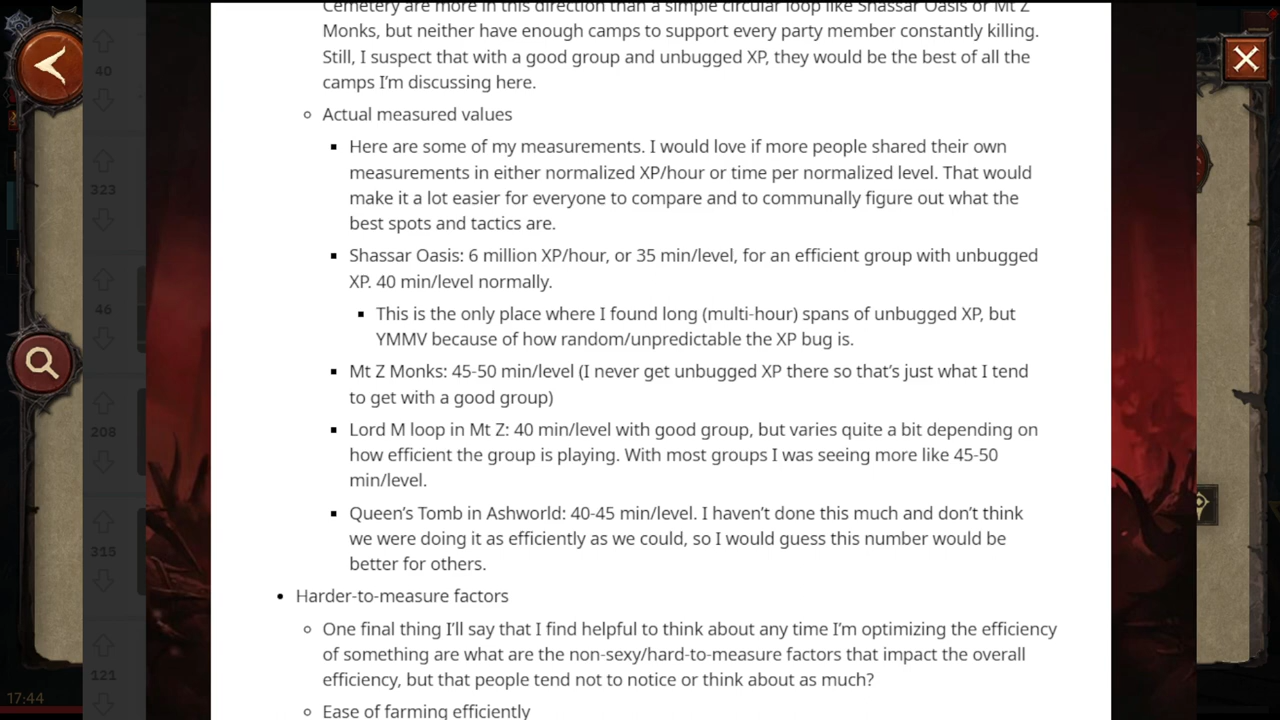 Cemetery are more in this direction than a simple circular loop like Shassar Oasis or Mt Z
Monks, but neither have enough camps to support every party member constantly killing.
Still, I suspect that with a good group and unbugged XP, they would be the best of all the
camps I'm discussing here.
Actual measured values
Here are some of my measurements. I would love if more people shared their own
measurements in either normalized XP/hour or time per normalized level. That would
make it a lot easier for everyone to compare and to communally figure out what the
best spots and tactics are.
Shassar Oasis: 6 million XP/hour, or 35 min/level, for an efficient group with unbugged
XP. 40 min/level normally.
This is the only place where I found long (multi-hour) spans of unbugged XP, but
YMMV because of how random/unpredictable the XP bug is.
Mt Z Monks: 45-50 min/level (I never get unbugged XP there so that's just what I tend
to get with a good group)
Lord M loop in Mt Z: 40 min/level with good group, but varies quite a bit depending on
how efficient the group is playing. With most groups I was seeing more like 45-50
min/level.
Queen's Tomb in Ashworld: 40-45 min/level. I haven't done this much and don't think
we were doing it as efficiently as we could, so I would guess this number would be
better for others.
Harder-to-measure factors
One final thing I'll say that I find helpful to think about any time I'm optimizing the efficiency
of something are what are the non-sexy/hard-to-measure factors that impact the overall
efficiency, but that people tend not to notice or think about as much?
Ease of farming efficiently
40
323
46
208
315
121
17:44